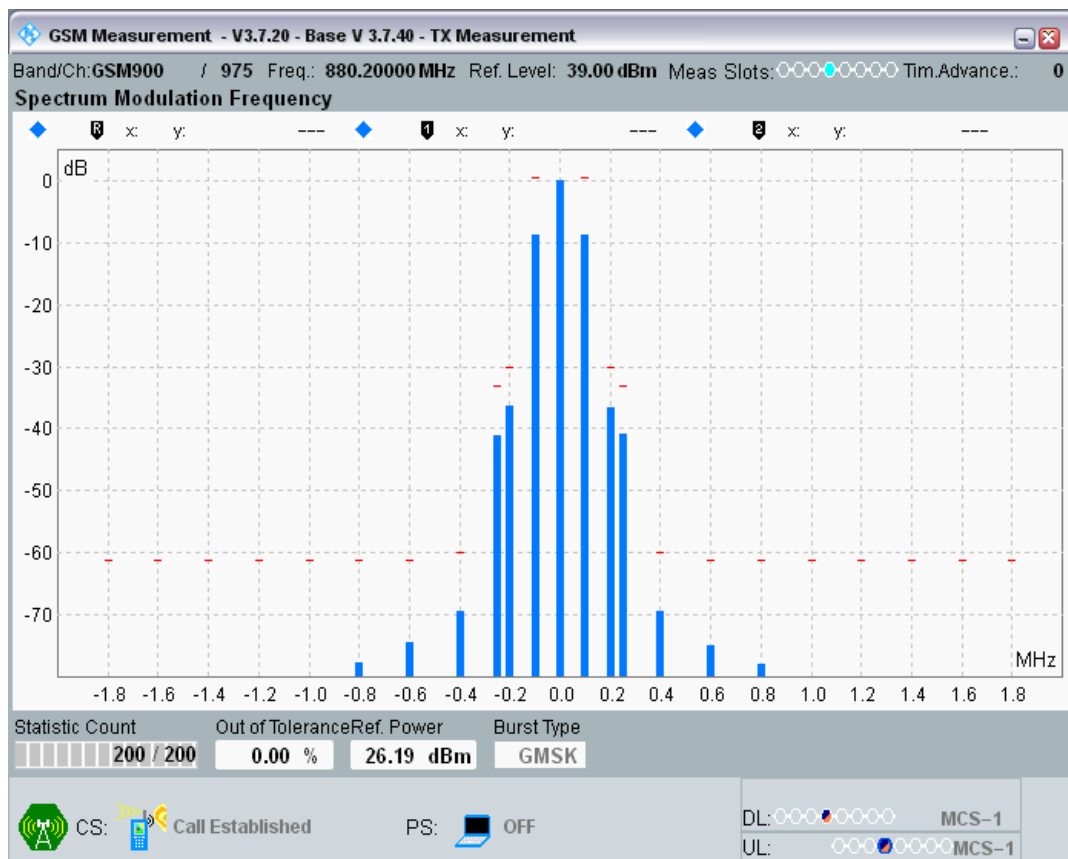 GSM Measurement - V3.7.20 - Base V 3.7.40 - TX Measurement
Band/Ch:GSM900 / 975 Freq.: 880.20000 MHz Ref. Level: 39.00 dBm Meas Slots: Tim.Advance.: 0
Spectrum Modulation Frequency
R x: y: --- 1 x: y: --- 2 x: y: ---
dB
0
-10
-20
-30
-40
-50
-60
-70
MHz
-1.8 -1.6 -1.4 -1.2 -1.0 -0.8 -0.6 -0.4 -0.2 0.0 0.2 0.4 0.6 0.8 1.0 1.2 1.4 1.6 1.8
Statistic Count Out of Tolerance Ref. Power Burst Type
200 / 200 0.00 % 26.19 dBm GMSK
CS: Call Established PS: OFF
DL: MCS-1
UL: MCS-1